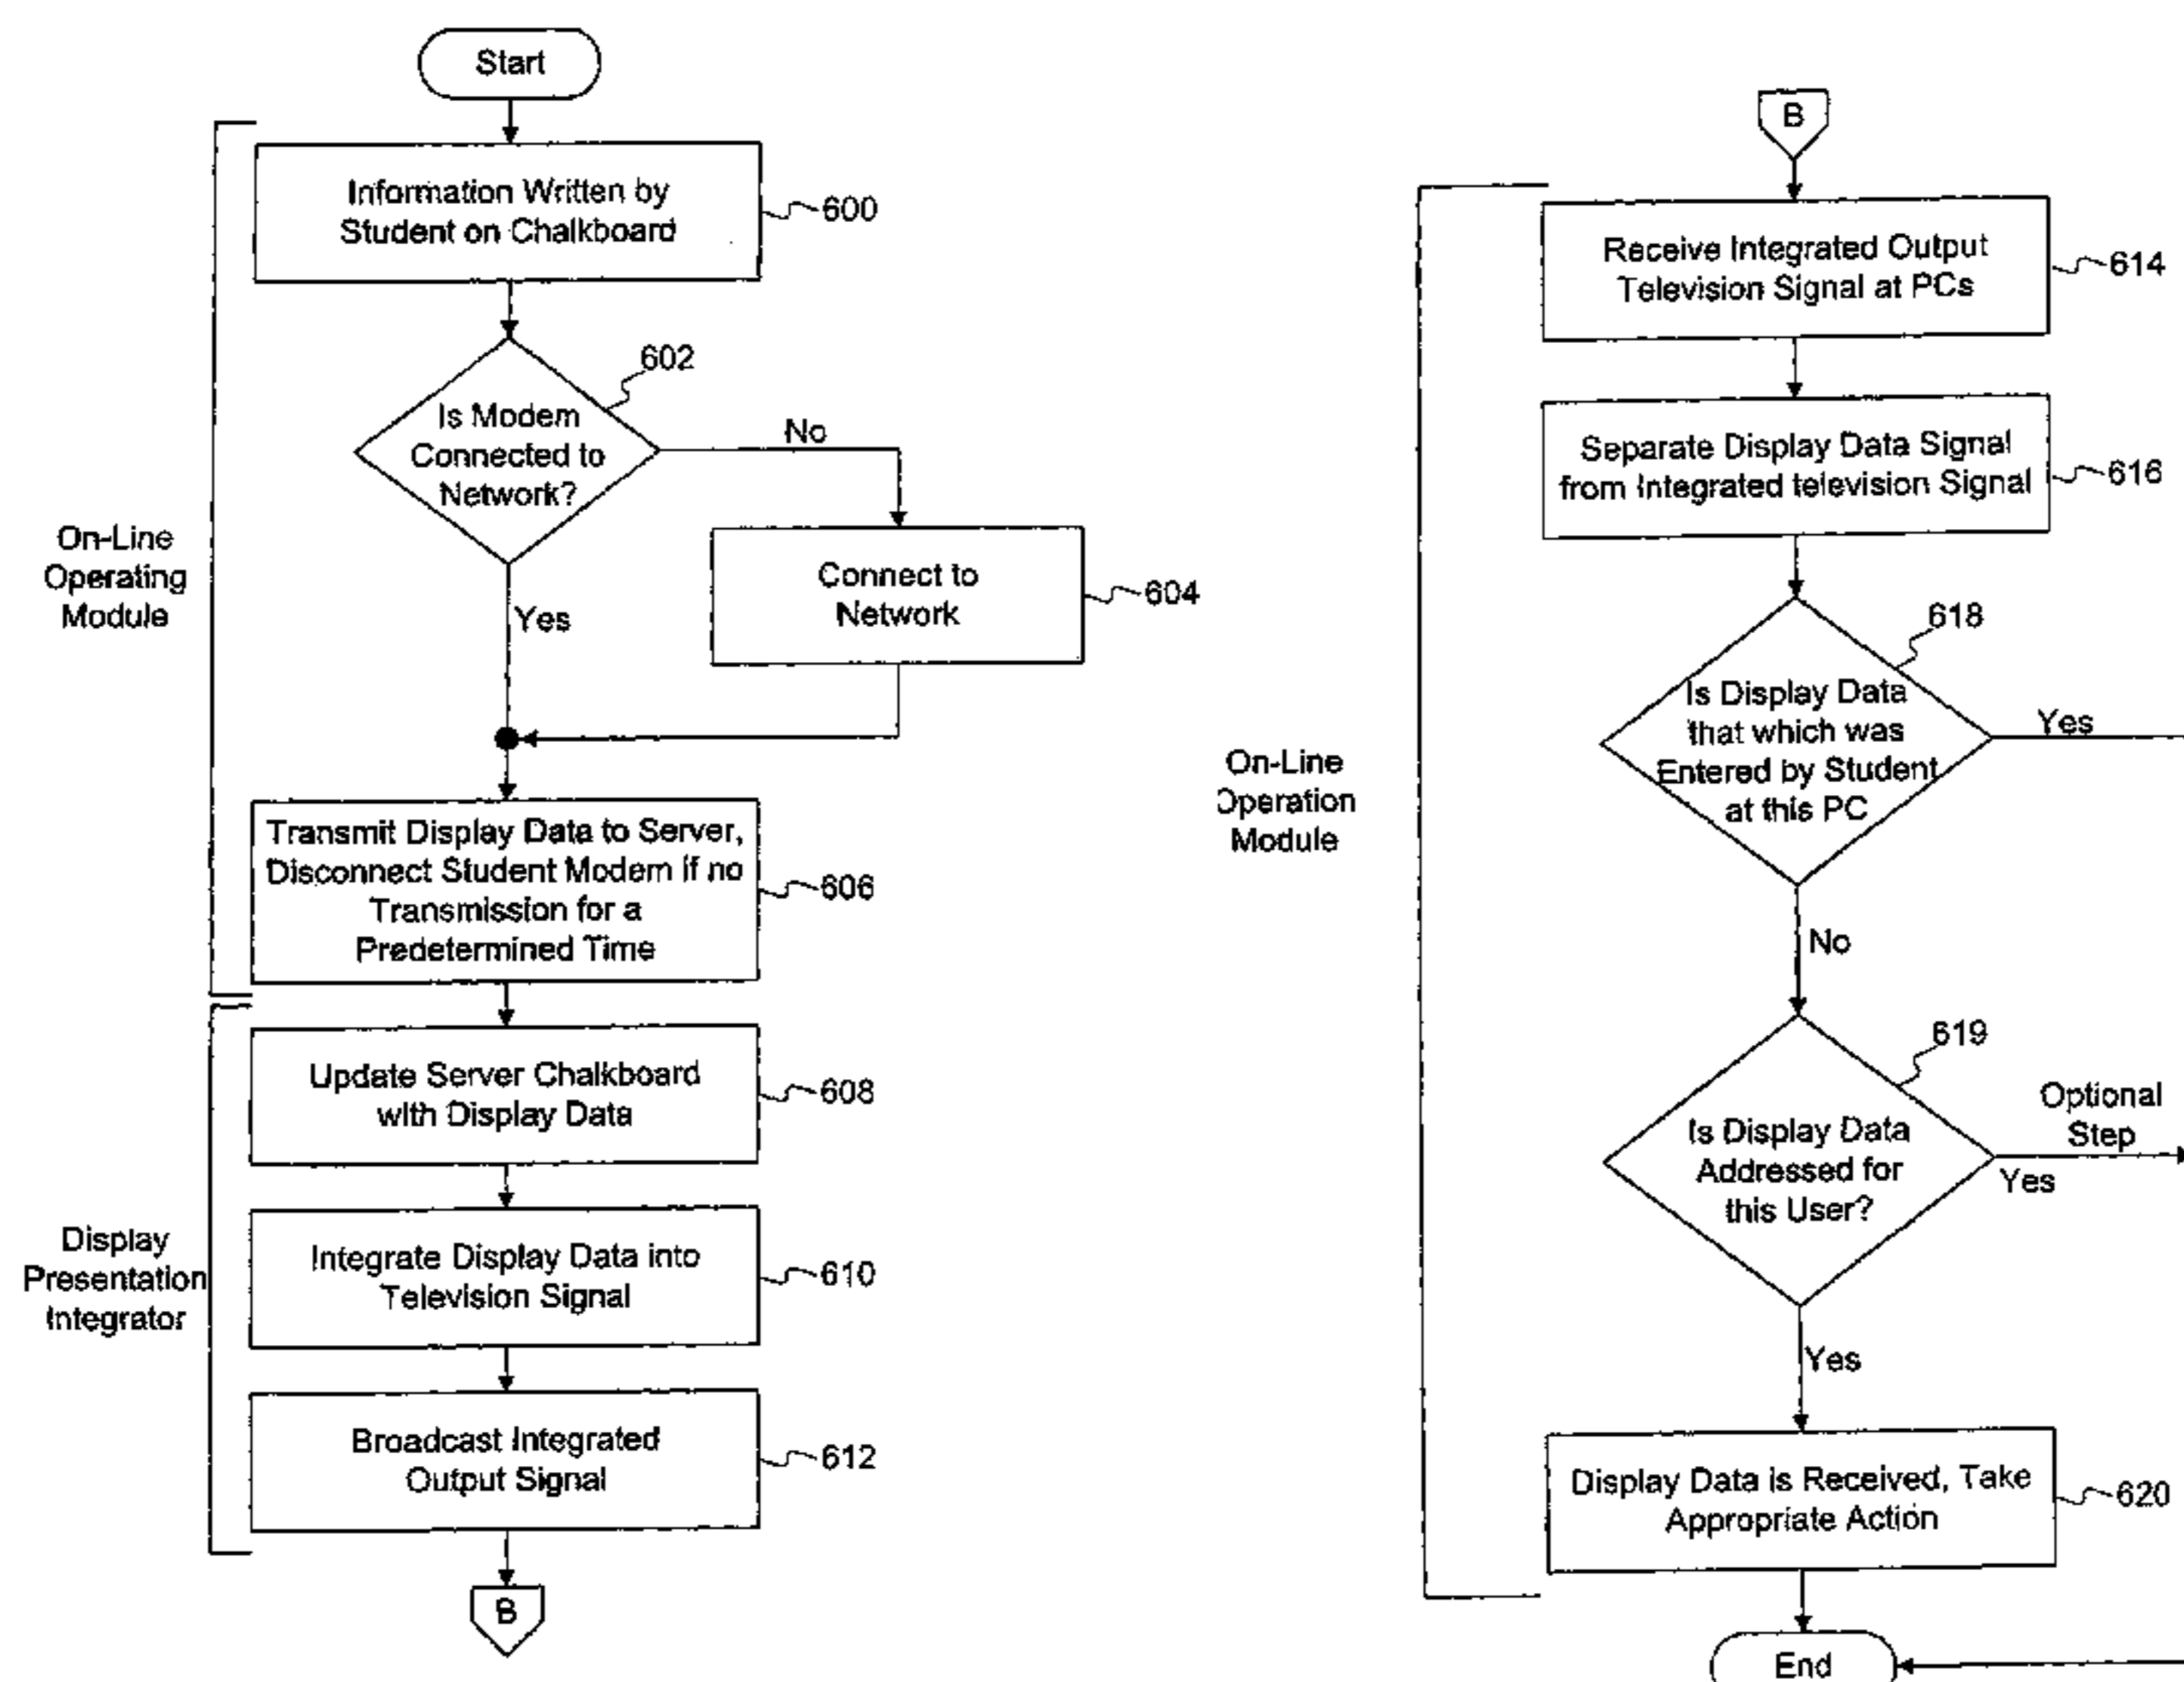 Start
Information Written by
Student on Chalkboard
600
602
Is Modem
Connected to
Network?
No
Yes
Connect to
Network
604
On-Line
Operating
Module
Transmit Display Data to Server,
Disconnect Student Modem if no
Transmission for a
Predetermined Time
606
Update Server Chalkboard
with Display Data
608
Display
Presentation
Integrator
Integrate Display Data into
Television Signal
610
Broadcast Integrated
Output Signal
612
B
B
Receive Integrated Output
Television Signal at PCs
614
Separate Display Data Signal
from Integrated television Signal
616
618
Is Display Data
that which was
Entered by Student
at this PC
Yes
On-Line
Operation
Module
No
619
Is Display Data
Addressed for
this User?
Optional
Step
Yes
Yes
Display Data is Received, Take
Appropriate Action
620
End